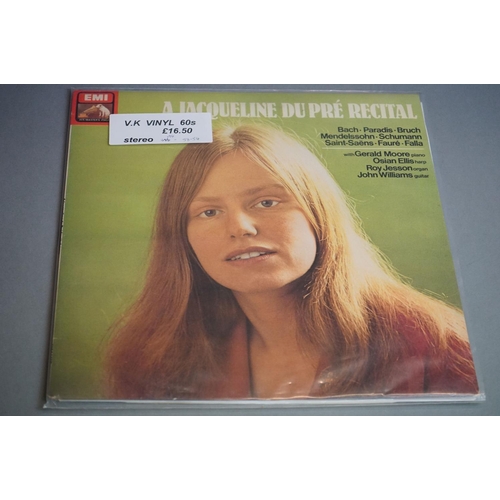 EMI
A JACQUELINE DU PRÉ RECITAL
V.K VINYL 60s
£16.50
stereo
Bach · Paradis · Bruch
Mendelssohn · Schumann
Saint-Saëns · Fauré · Falla
with Gerald Moore piano
Osian Ellis harp
Roy Jesson organ
John Williams guitar